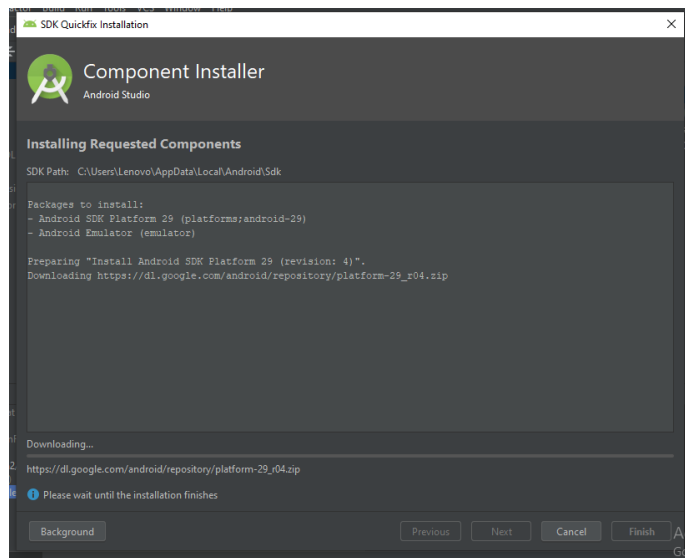 SDK Quickfix Installation
Component Installer
Android Studio
Installing Requested Components
SDK Path: C:\Users\Lenovo\AppData\Local\Android\Sdk
Packages to install:
- Android SDK Platform 29 (platforms;android-29)
- Android Emulator (emulator)
Preparing "Install Android SDK Platform 29 (revision: 4)".
Downloading https://dl.google.com/android/repository/platform-29_r04.zip
Downloading...
https://dl.google.com/android/repository/platform-29_r04.zip
Please wait until the installation finishes
Background Previous Next Cancel Finish